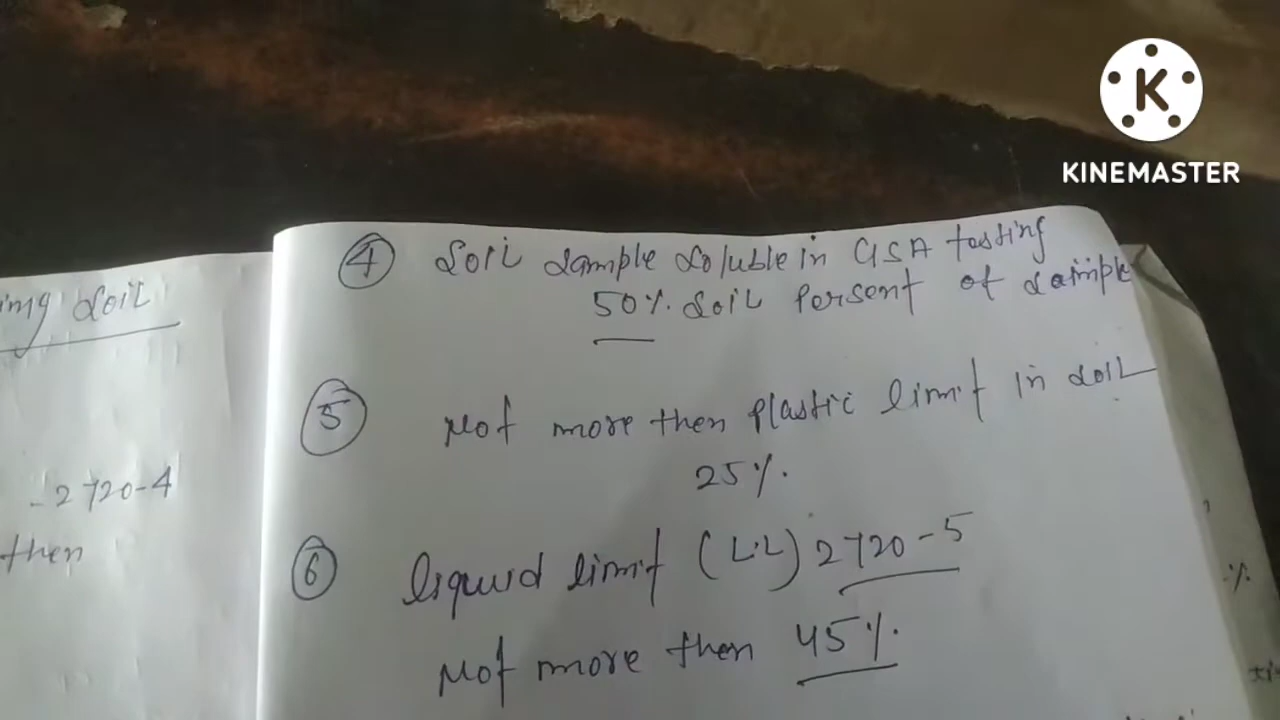 K
KINEMASTER
ing soil
-2720-4
then
④ Soil sample soluble in GSA testing
50% soil persent of sample
⑤ Not more then plastic limit in soil
25%.
⑥ liquid limit (L.L) 2720-5
Not more then 45%.
%